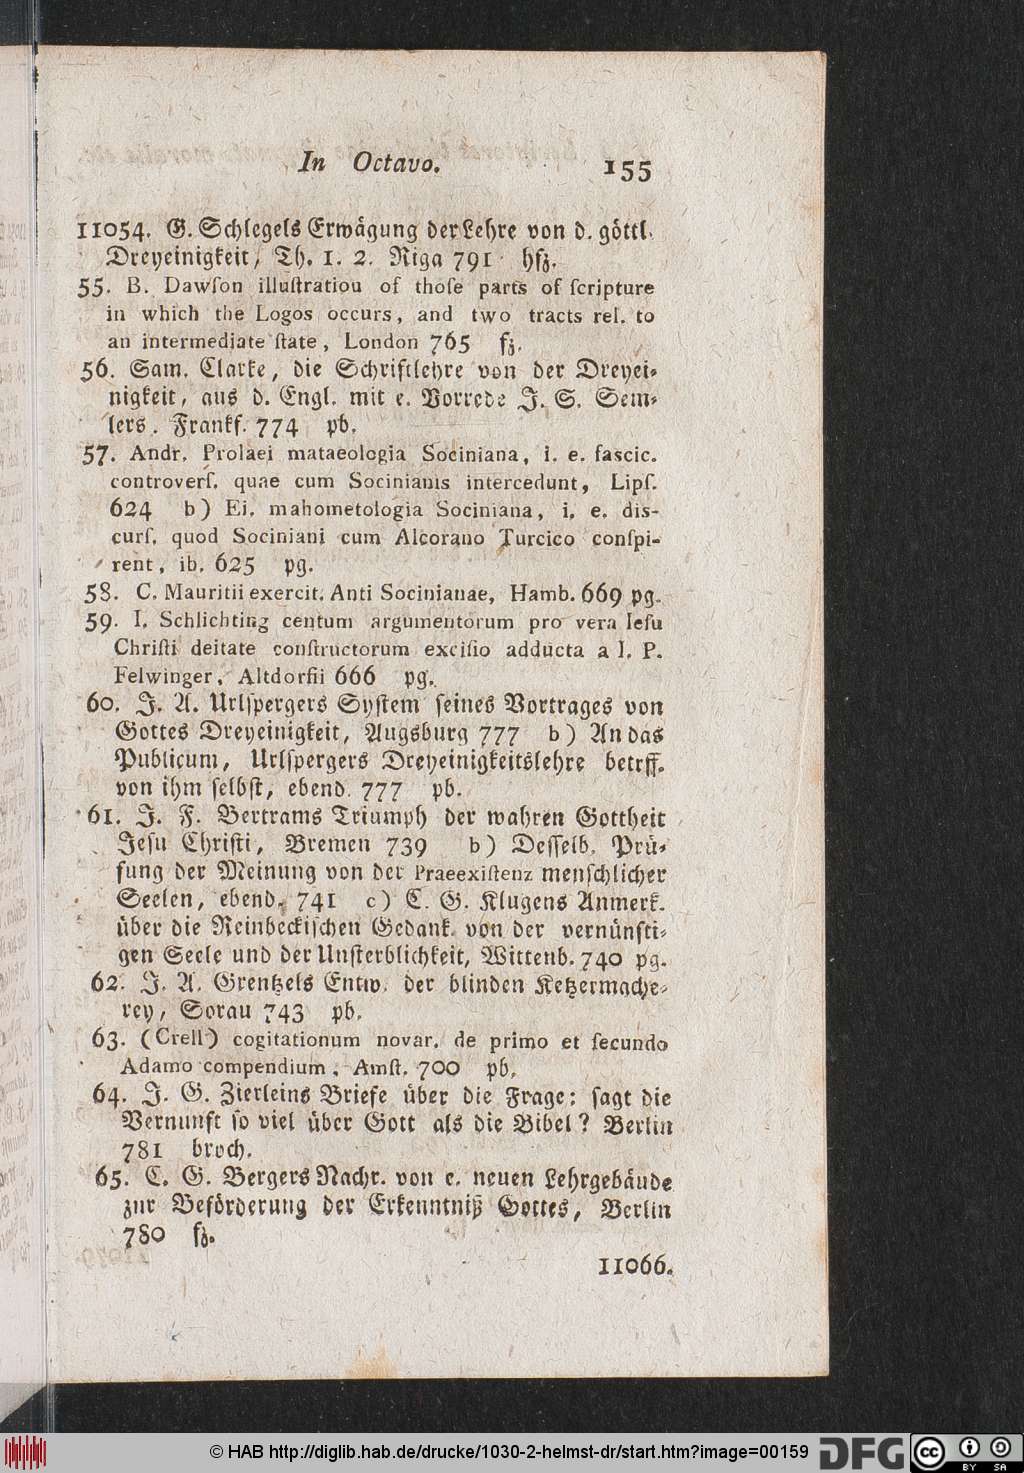 In Octavo. 155
11054. G. Schlegels Erwägung der Lehre von d. göttl.
Dreyeinigkeit, Th. 1. 2. Riga 791 hfz.
55. B. Dawſon illuſtratiou of thoſe parts of ſcripture
in which the Logos occurs, and two tracts rel. to
an intermediate ſtate, London 765 fz.
56. Sam. Clarke, die Schriftlehre von der Dreyei-
nigkeit, aus d. Engl. mit e. Vorrede J. S. Sem-
lers. Frankf. 774 pb.
57. Andr. Prolaei mataeologia Sociniana, i. e. faſcic.
controverſ. quae cum Socinianis intercedunt, Lipſ.
624 b) Ei. mahometologia Sociniana, i. e. dis-
curſ. quod Sociniani cum Alcorano Turcico conſpi-
rent, ib. 625 pg.
58. C. Mauritii exercit. Anti Socinianae, Hamb. 669 pg.
59. I. Schlichting centum argumentorum pro vera Ieſu
Chriſti deitate conſtructorum exciſio adducta a I. P.
Felwinger, Altdorfii 666 pg.
60. J. A. Urlſpergers Syſtem ſeines Vortrages von
Gottes Dreyeinigkeit, Augsburg 777 b) An das
Publicum, Urlſpergers Dreyeinigkeitslehre betrff.
von ihm ſelbſt, ebend. 777 pb.
61. J. F. Bertrams Triumph der wahren Gottheit
Jeſu Chriſti, Bremen 739 b) Deſſelb. Prü-
fung der Meinung von der Praeexiſtenz menſchlicher
Seelen, ebend. 741 c) C. G. Klugens Anmerk.
über die Reinbeckiſchen Gedank. von der vernünfti-
gen Seele und der Unſterblichkeit, Wittenb. 740 pg.
62. J. A. Grentzels Entw. der blinden Ketzermache-
rey, Sorau 743 pb.
63. (Crell) cogitationum novar. de primo et ſecundo
Adamo compendium, Amſt. 700 pb.
64. J. G. Zierleins Briefe über die Frage: ſagt die
Vernunft ſo viel über Gott als die Bibel? Berlin
781 broch.
65. C. G. Bergers Nachr. von e. neuen Lehrgebäude
zur Beförderung der Erkenntniß Gottes, Berlin
780 fz.
11066.
© HAB http://diglib.hab.de/drucke/1030-2-helmst-dr/start.htm?image=00159
DFG
CC BY SA